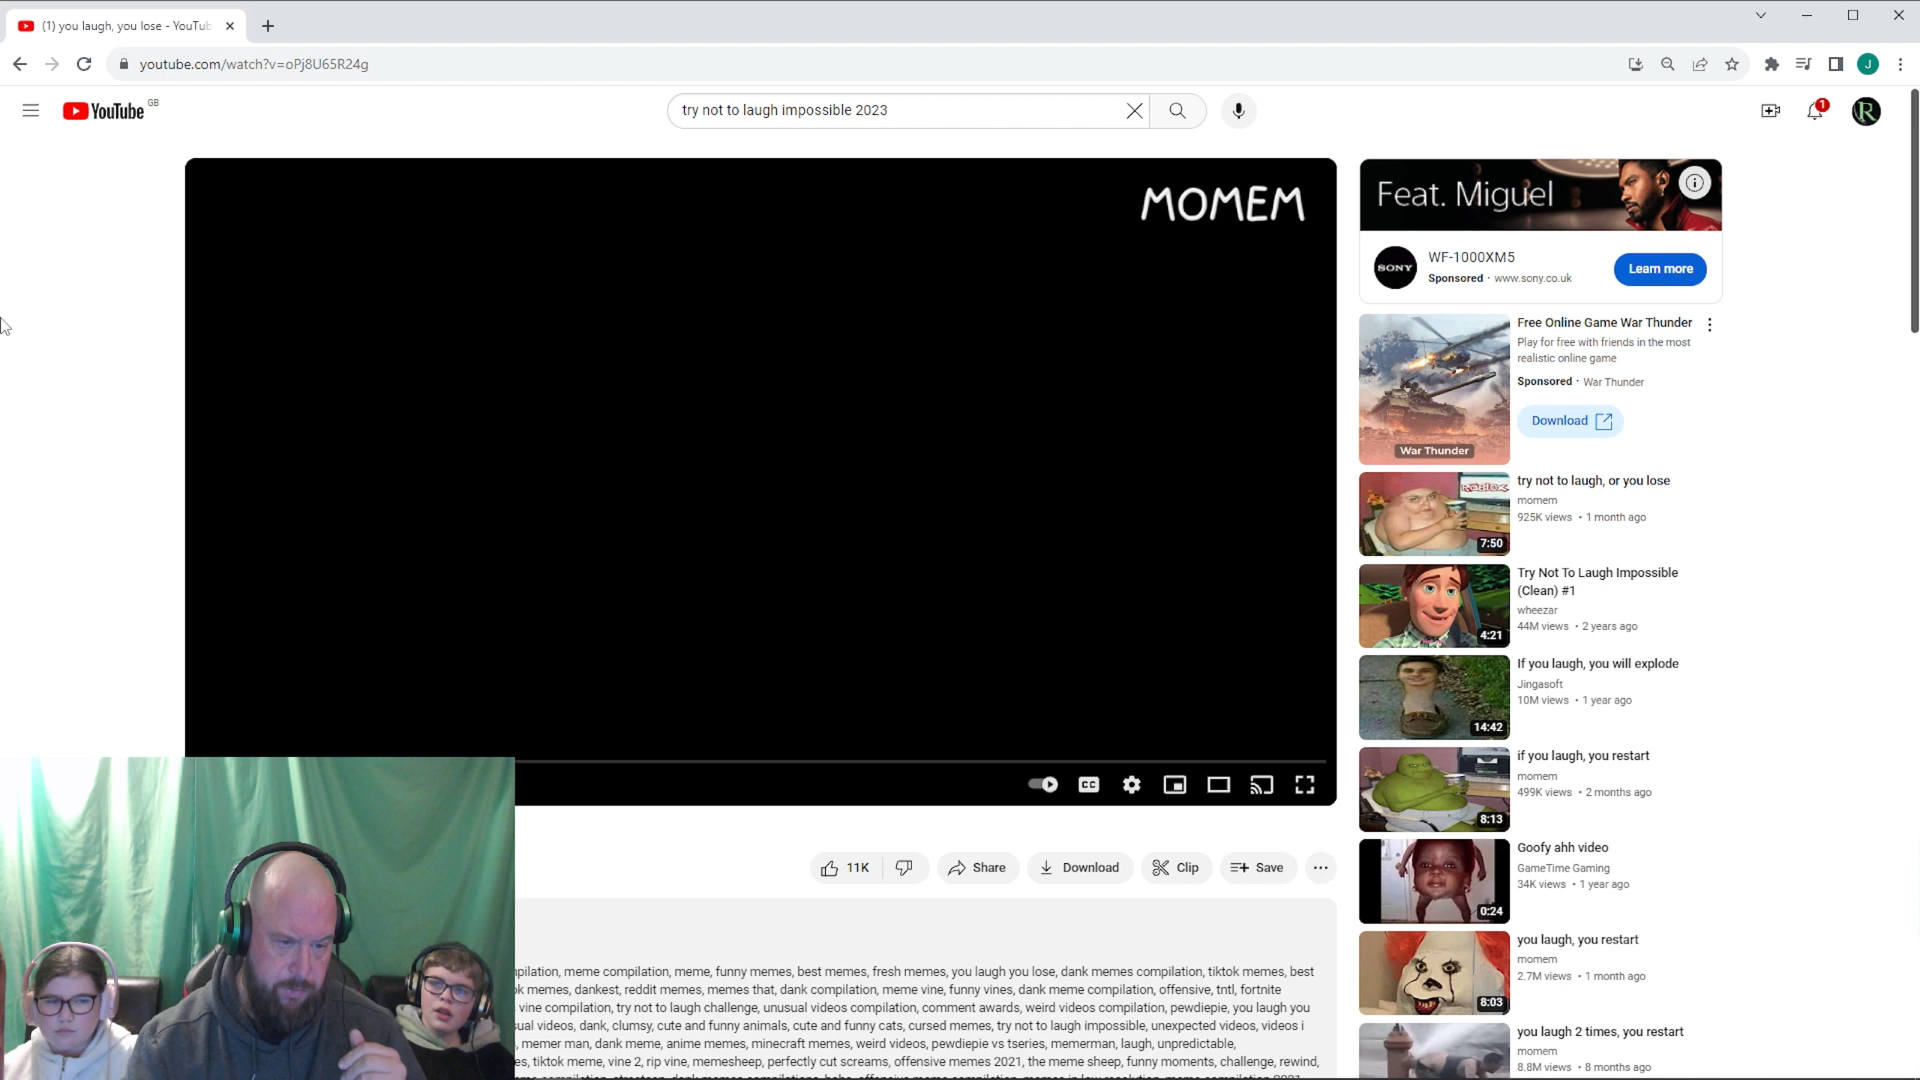 (1) you laugh, you lose - YouTub
youtube.com/watch?v=oPj8U65R24g
YouTube GB
try not to laugh impossible 2023
1
J
R
MOMEM
Feat. Miguel
SONY
WF-1000XM5
Sponsored · www.sony.co.uk
Learn more
War Thunder
Free Online Game War Thunder
Play for free with friends in the most
realistic online game
Sponsored · War Thunder
Download
ROBLOX
7:50
try not to laugh, or you lose
momem
925K views • 1 month ago
4:21
Try Not To Laugh Impossible
(Clean) #1
wheezar
44M views • 2 years ago
14:42
If you laugh, you will explode
Jingasoft
10M views • 1 year ago
8:13
if you laugh, you restart
momem
499K views • 2 months ago
0:24
Goofy ahh video
GameTime Gaming
34K views • 1 year ago
8:03
you laugh, you restart
momem
2.7M views • 1 month ago
you laugh 2 times, you restart
momem
8.8M views • 8 months ago
CC
11K
Share
Download
Clip
Save
pilation, meme compilation, meme, funny memes, best memes, fresh memes, you laugh you lose, dank memes compilation, tiktok memes, best
ok memes, dankest, reddit memes, memes that, dank compilation, meme vine, funny vines, dank meme compilation, offensive, tntl, fortnite
vine compilation, try not to laugh challenge, unusual videos compilation, comment awards, weird videos compilation, pewdiepie, you laugh you
sual videos, dank, clumsy, cute and funny animals, cute and funny cats, cursed memes, try not to laugh impossible, unexpected videos, videos i
, memer man, dank meme, anime memes, minecraft memes, weird videos, pewdiepie vs tseries, memerman, laugh, unpredictable,
es, tiktok meme, vine 2, rip vine, memesheep, perfectly cut screams, offensive memes 2021, the meme sheep, funny moments, challenge, rewind,